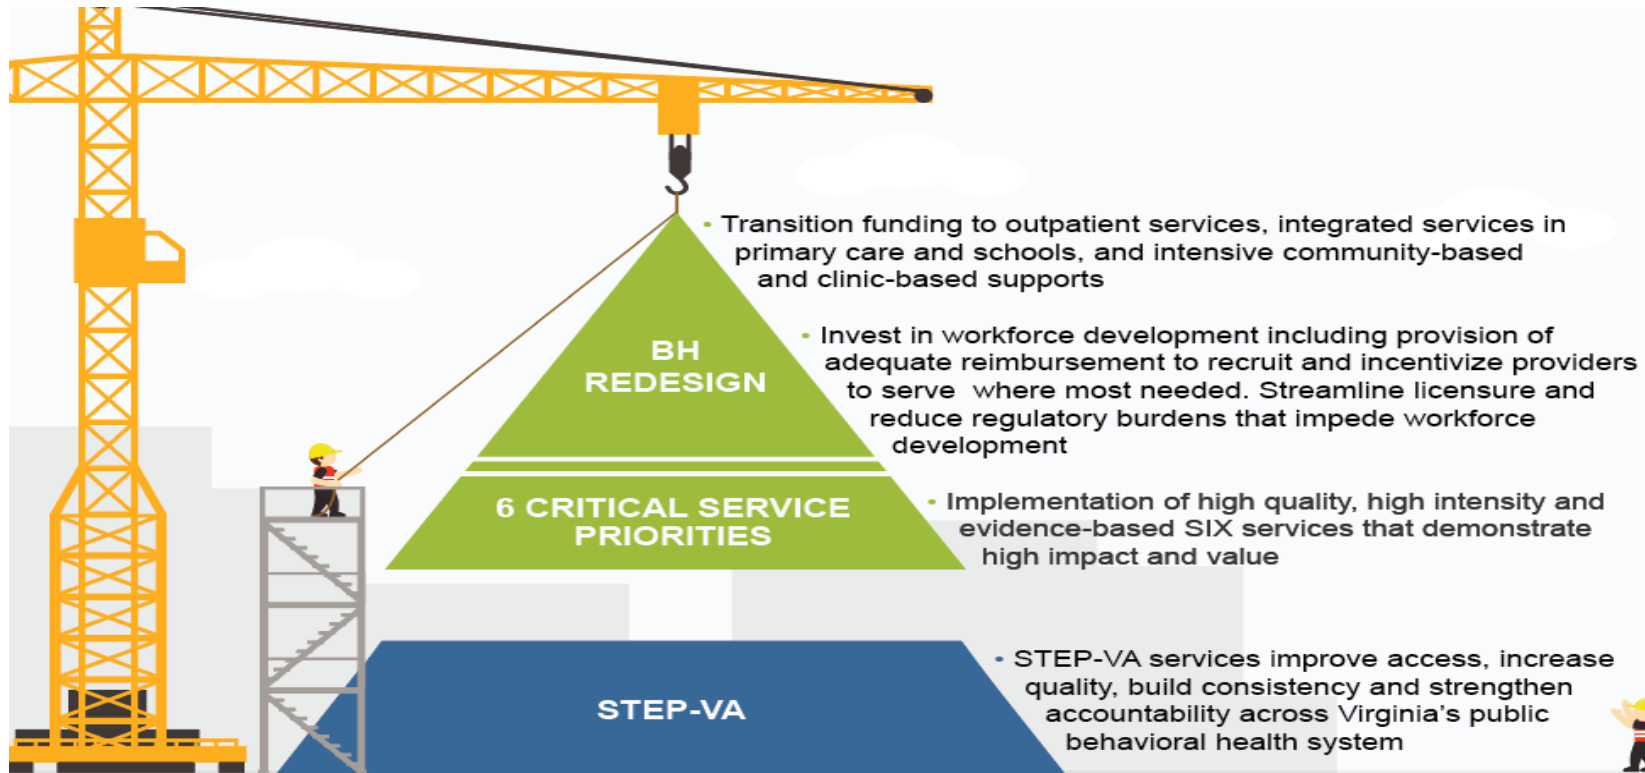 • Transition funding to outpatient services, integrated services in
primary care and schools, and intensive community-based
and clinic-based supports
• Invest in workforce development including provision of
adequate reimbursement to recruit and incentivize providers
to serve where most needed. Streamline licensure and
reduce regulatory burdens that impede workforce
development
BH
REDESIGN
6 CRITICAL SERVICE
PRIORITIES
• Implementation of high quality, high intensity and
evidence-based SIX services that demonstrate
high impact and value
STEP-VA
• STEP-VA services improve access, increase
quality, build consistency and strengthen
accountability across Virginia's public
behavioral health system